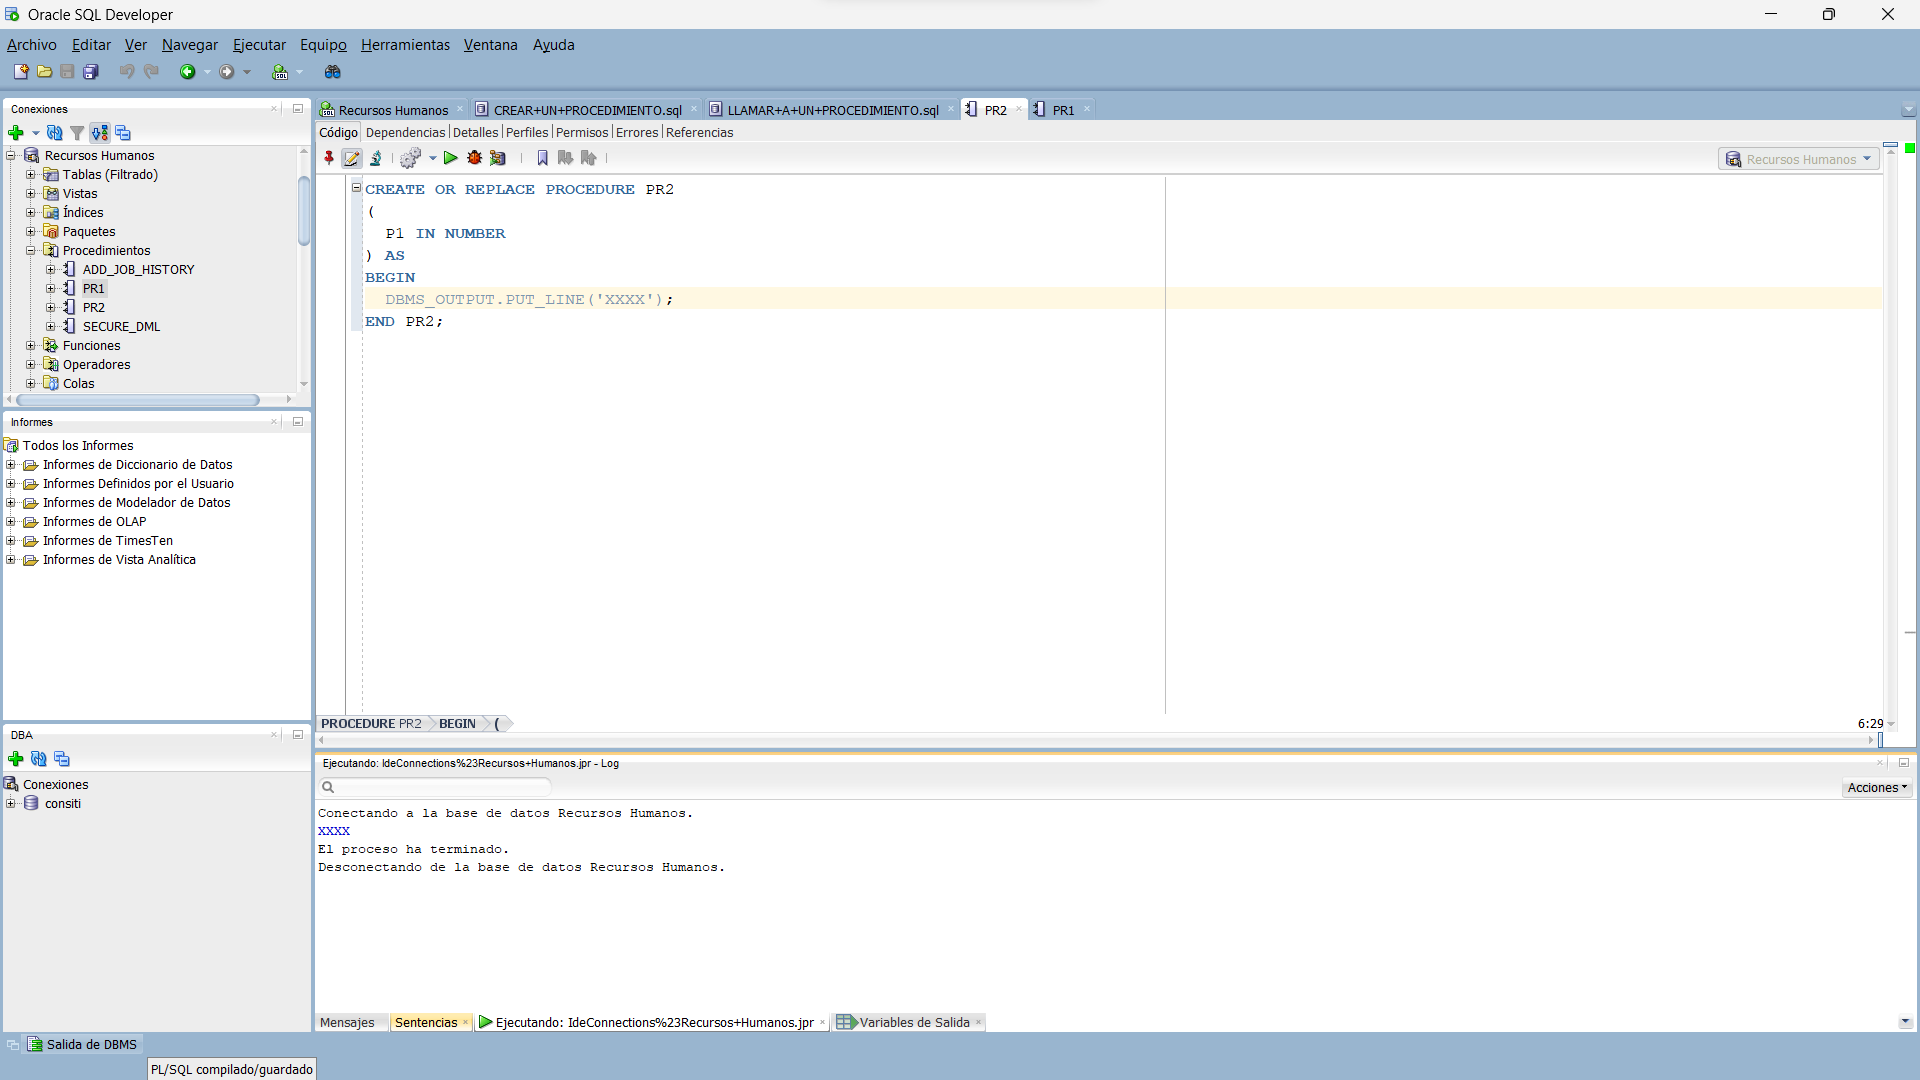 Oracle SQL Developer
Archivo Editar Ver Navegar Ejecutar Equipo Herramientas Ventana Ayuda
Conexiones
Recursos Humanos
Tablas (Filtrado)
Vistas
Índices
Paquetes
Procedimientos
ADD_JOB_HISTORY
PR1
PR2
SECURE_DML
Funciones
Operadores
Colas
Informes
Todos los Informes
Informes de Diccionario de Datos
Informes Definidos por el Usuario
Informes de Modelador de Datos
Informes de OLAP
Informes de TimesTen
Informes de Vista Analítica
DBA
Conexiones
consiti
Recursos Humanos CREAR+UN+PROCEDIMIENTO.sql LLAMAR+A+UN+PROCEDIMIENTO.sql PR2 PR1
Código Dependencias Detalles Perfiles Permisos Errores Referencias
Recursos Humanos
CREATE OR REPLACE PROCEDURE PR2
(
P1 IN NUMBER
) AS
BEGIN
DBMS_OUTPUT.PUT_LINE('XXXX');
END PR2;
PROCEDURE PR2 BEGIN (
6:29
Ejecutando: IdeConnections%23Recursos+Humanos.jpr - Log
Acciones
Conectando a la base de datos Recursos Humanos.
XXXX
El proceso ha terminado.
Desconectando de la base de datos Recursos Humanos.
Mensajes Sentencias Ejecutando: IdeConnections%23Recursos+Humanos.jpr Variables de Salida
Salida de DBMS
PL/SQL compilado/guardado